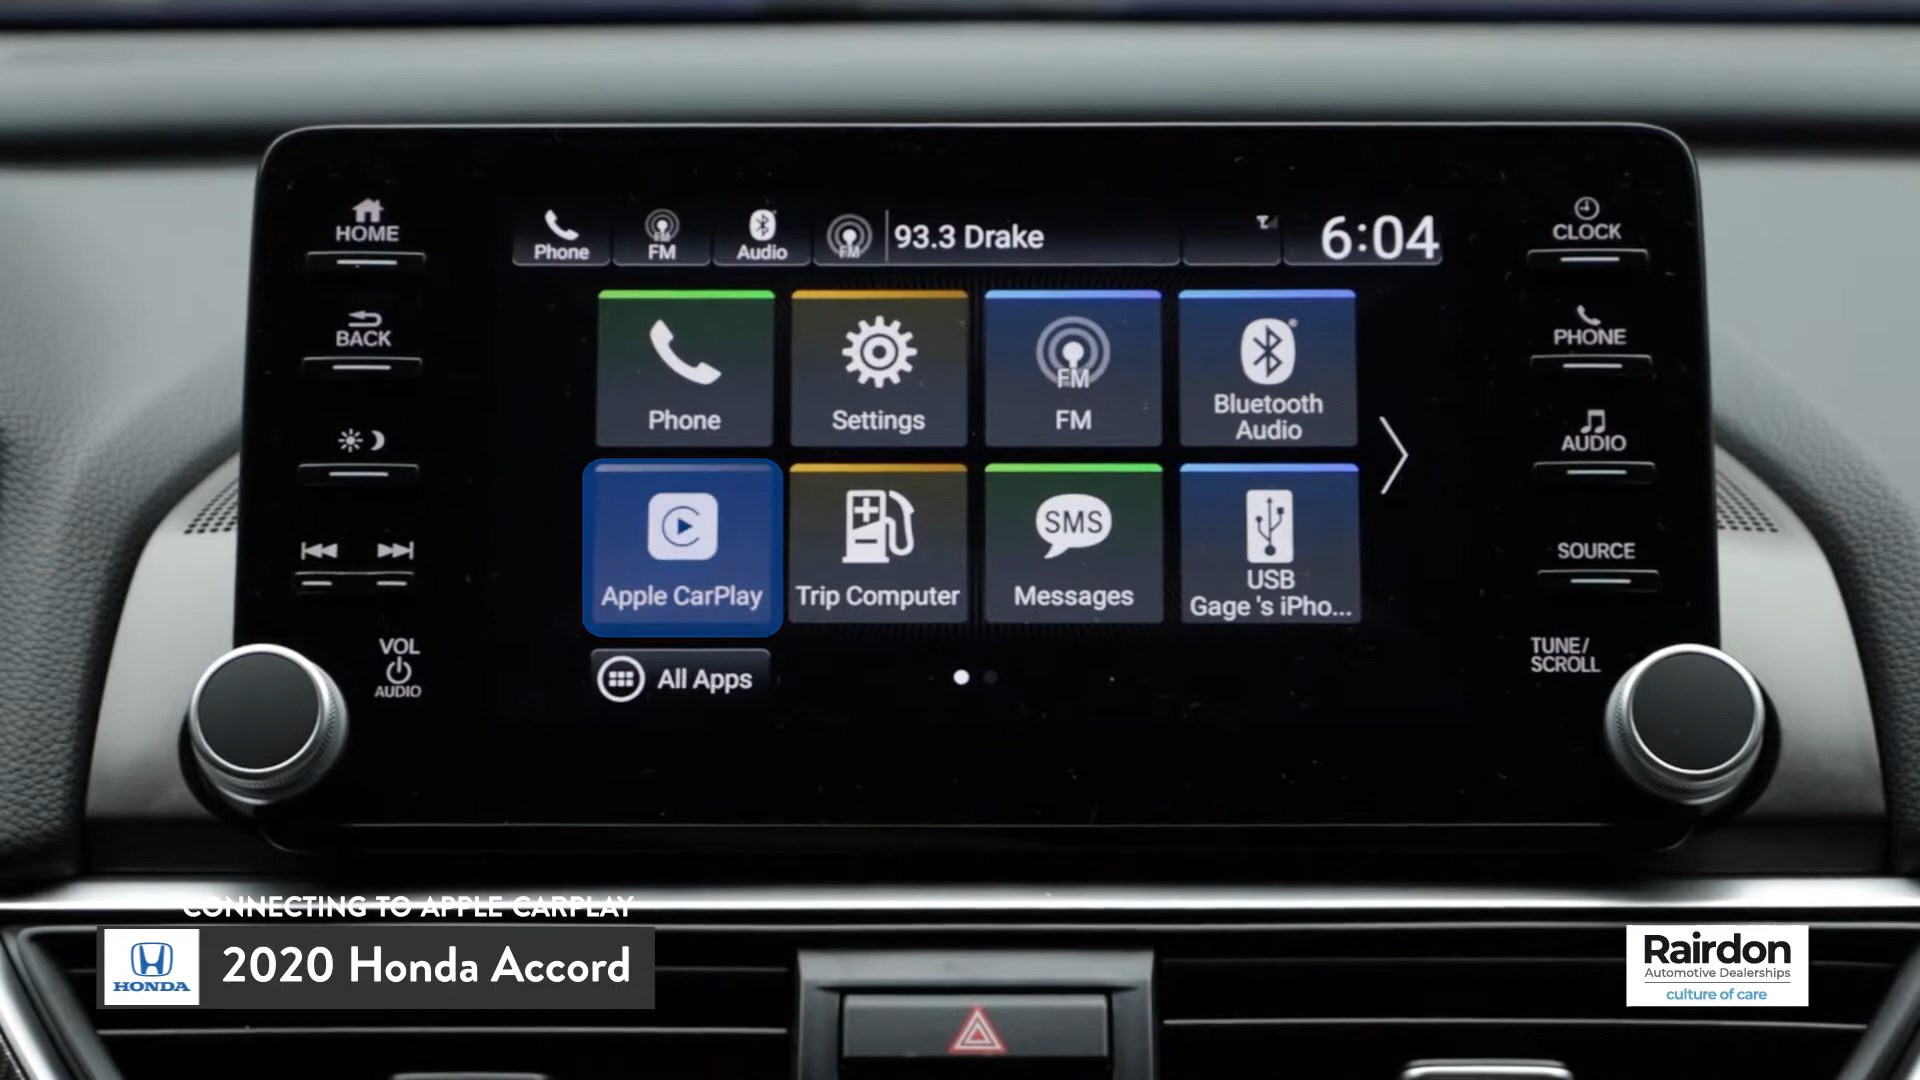 HOME
BACK
VOL
AUDIO
Phone
FM
Audio
FM
93.3 Drake
6:04
Phone
Settings
FM
FM
Bluetooth
Audio
Apple CarPlay
Trip Computer
SMS
Messages
USB
Gage 's iPho...
All Apps
CLOCK
PHONE
AUDIO
SOURCE
TUNE/
SCROLL
CONNECTING TO APPLE CARPLAY
HONDA
2020 Honda Accord
Rairdon
Automotive Dealerships
culture of care